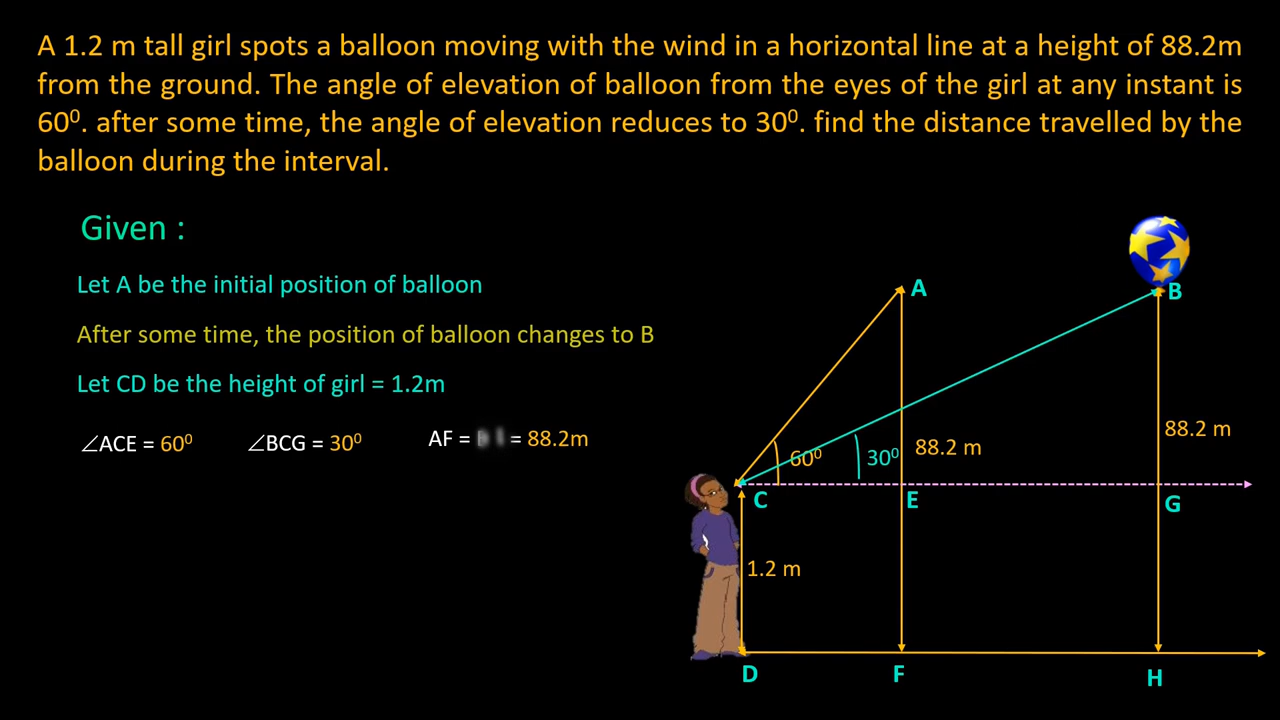 A 1.2 m tall girl spots a balloon moving with the wind in a horizontal line at a height of 88.2m
from the ground. The angle of elevation of balloon from the eyes of the girl at any instant is
60⁰. after some time, the angle of elevation reduces to 30⁰. find the distance travelled by the
balloon during the interval.
Given :
Let A be the initial position of balloon
After some time, the position of balloon changes to B
Let CD be the height of girl = 1.2m
∠ACE = 60⁰ ∠BCG = 30⁰ AF = = 88.2m
A
B
88.2 m
60⁰ 30⁰ 88.2 m
C E G
1.2 m
D F H